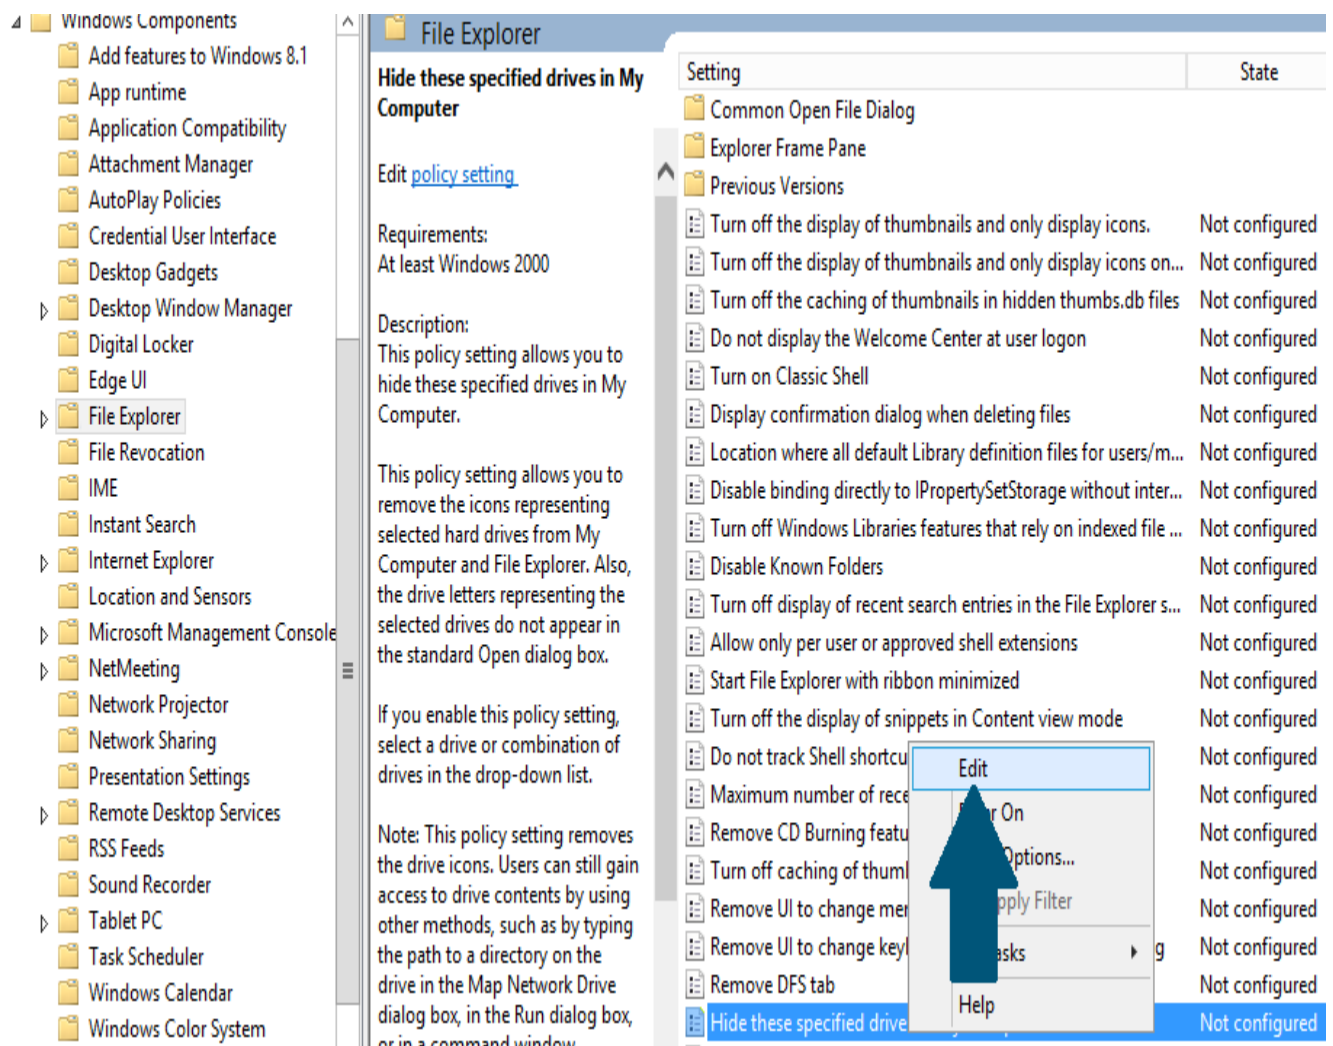 Windows Components
Add features to Windows 8.1
App runtime
Application Compatibility
Attachment Manager
AutoPlay Policies
Credential User Interface
Desktop Gadgets
Desktop Window Manager
Digital Locker
Edge UI
File Explorer
File Revocation
IME
Instant Search
Internet Explorer
Location and Sensors
Microsoft Management Console
NetMeeting
Network Projector
Network Sharing
Presentation Settings
Remote Desktop Services
RSS Feeds
Sound Recorder
Tablet PC
Task Scheduler
Windows Calendar
Windows Color System
File Explorer
Hide these specified drives in My
Computer
Edit policy setting
Requirements:
At least Windows 2000
Description:
This policy setting allows you to
hide these specified drives in My
Computer.
This policy setting allows you to
remove the icons representing
selected hard drives from My
Computer and File Explorer. Also,
the drive letters representing the
selected drives do not appear in
the standard Open dialog box.
If you enable this policy setting,
select a drive or combination of
drives in the drop-down list.
Note: This policy setting removes
the drive icons. Users can still gain
access to drive contents by using
other methods, such as by typing
the path to a directory on the
drive in the Map Network Drive
dialog box, in the Run dialog box,
or in a command window.
Setting State
Common Open File Dialog
Explorer Frame Pane
Previous Versions
Turn off the display of thumbnails and only display icons. Not configured
Turn off the display of thumbnails and only display icons on... Not configured
Turn off the caching of thumbnails in hidden thumbs.db files Not configured
Do not display the Welcome Center at user logon Not configured
Turn on Classic Shell Not configured
Display confirmation dialog when deleting files Not configured
Location where all default Library definition files for users/m... Not configured
Disable binding directly to IPropertySetStorage without inter... Not configured
Turn off Windows Libraries features that rely on indexed file ... Not configured
Disable Known Folders Not configured
Turn off display of recent search entries in the File Explorer s... Not configured
Allow only per user or approved shell extensions Not configured
Start File Explorer with ribbon minimized Not configured
Turn off the display of snippets in Content view mode Not configured
Do not track Shell shortcu Not configured
Maximum number of rece Not configured
Remove CD Burning featu Not configured
Turn off caching of thuml Not configured
Remove UI to change mer Not configured
Remove UI to change keyl g Not configured
Remove DFS tab Not configured
Hide these specified drive Not configured
Edit
r On
Options...
pply Filter
asks
Help